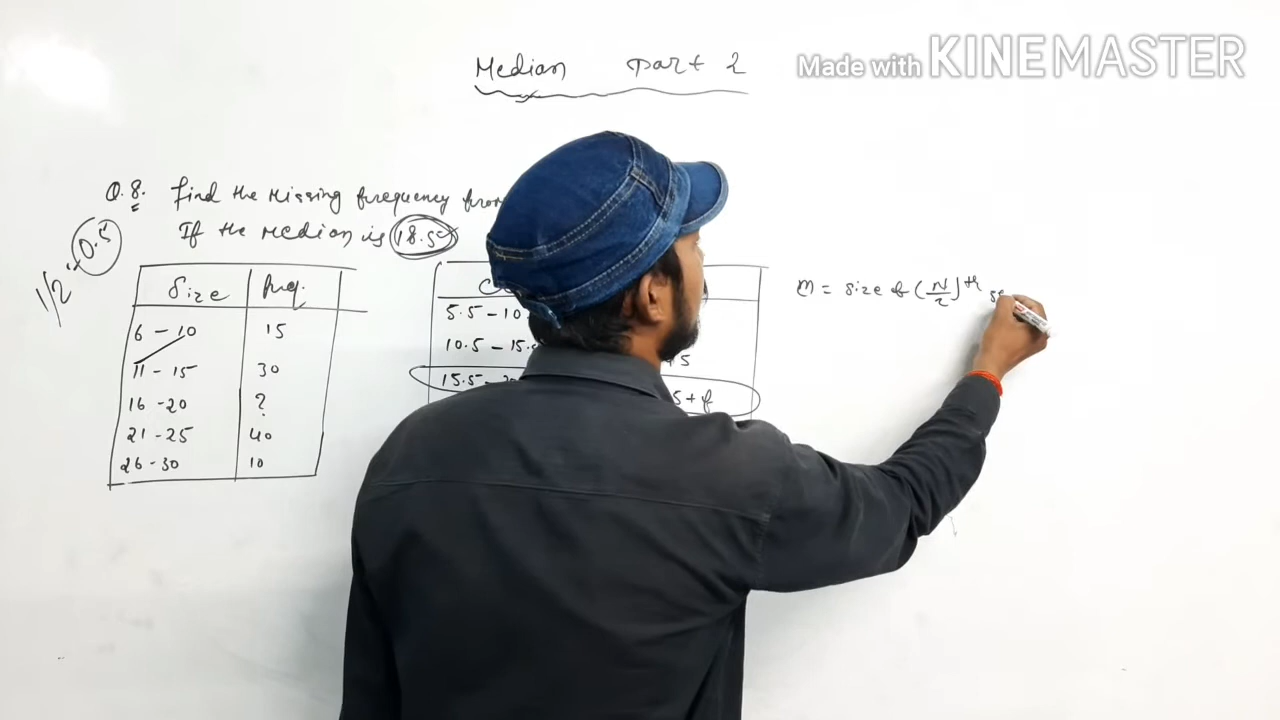 Made with KINEMASTER
Median Part 2
Q.8. Find the Missing frequency from
If the Median is 18.5
1/2 = 0.5
Size Freq.
6 - 10 15
11 - 15 30
16 - 20 ?
21 - 25 40
26 - 30 10
5.5 - 10
10.5 - 15.
15.5 - 5 + f
M = Size of (N/2)th